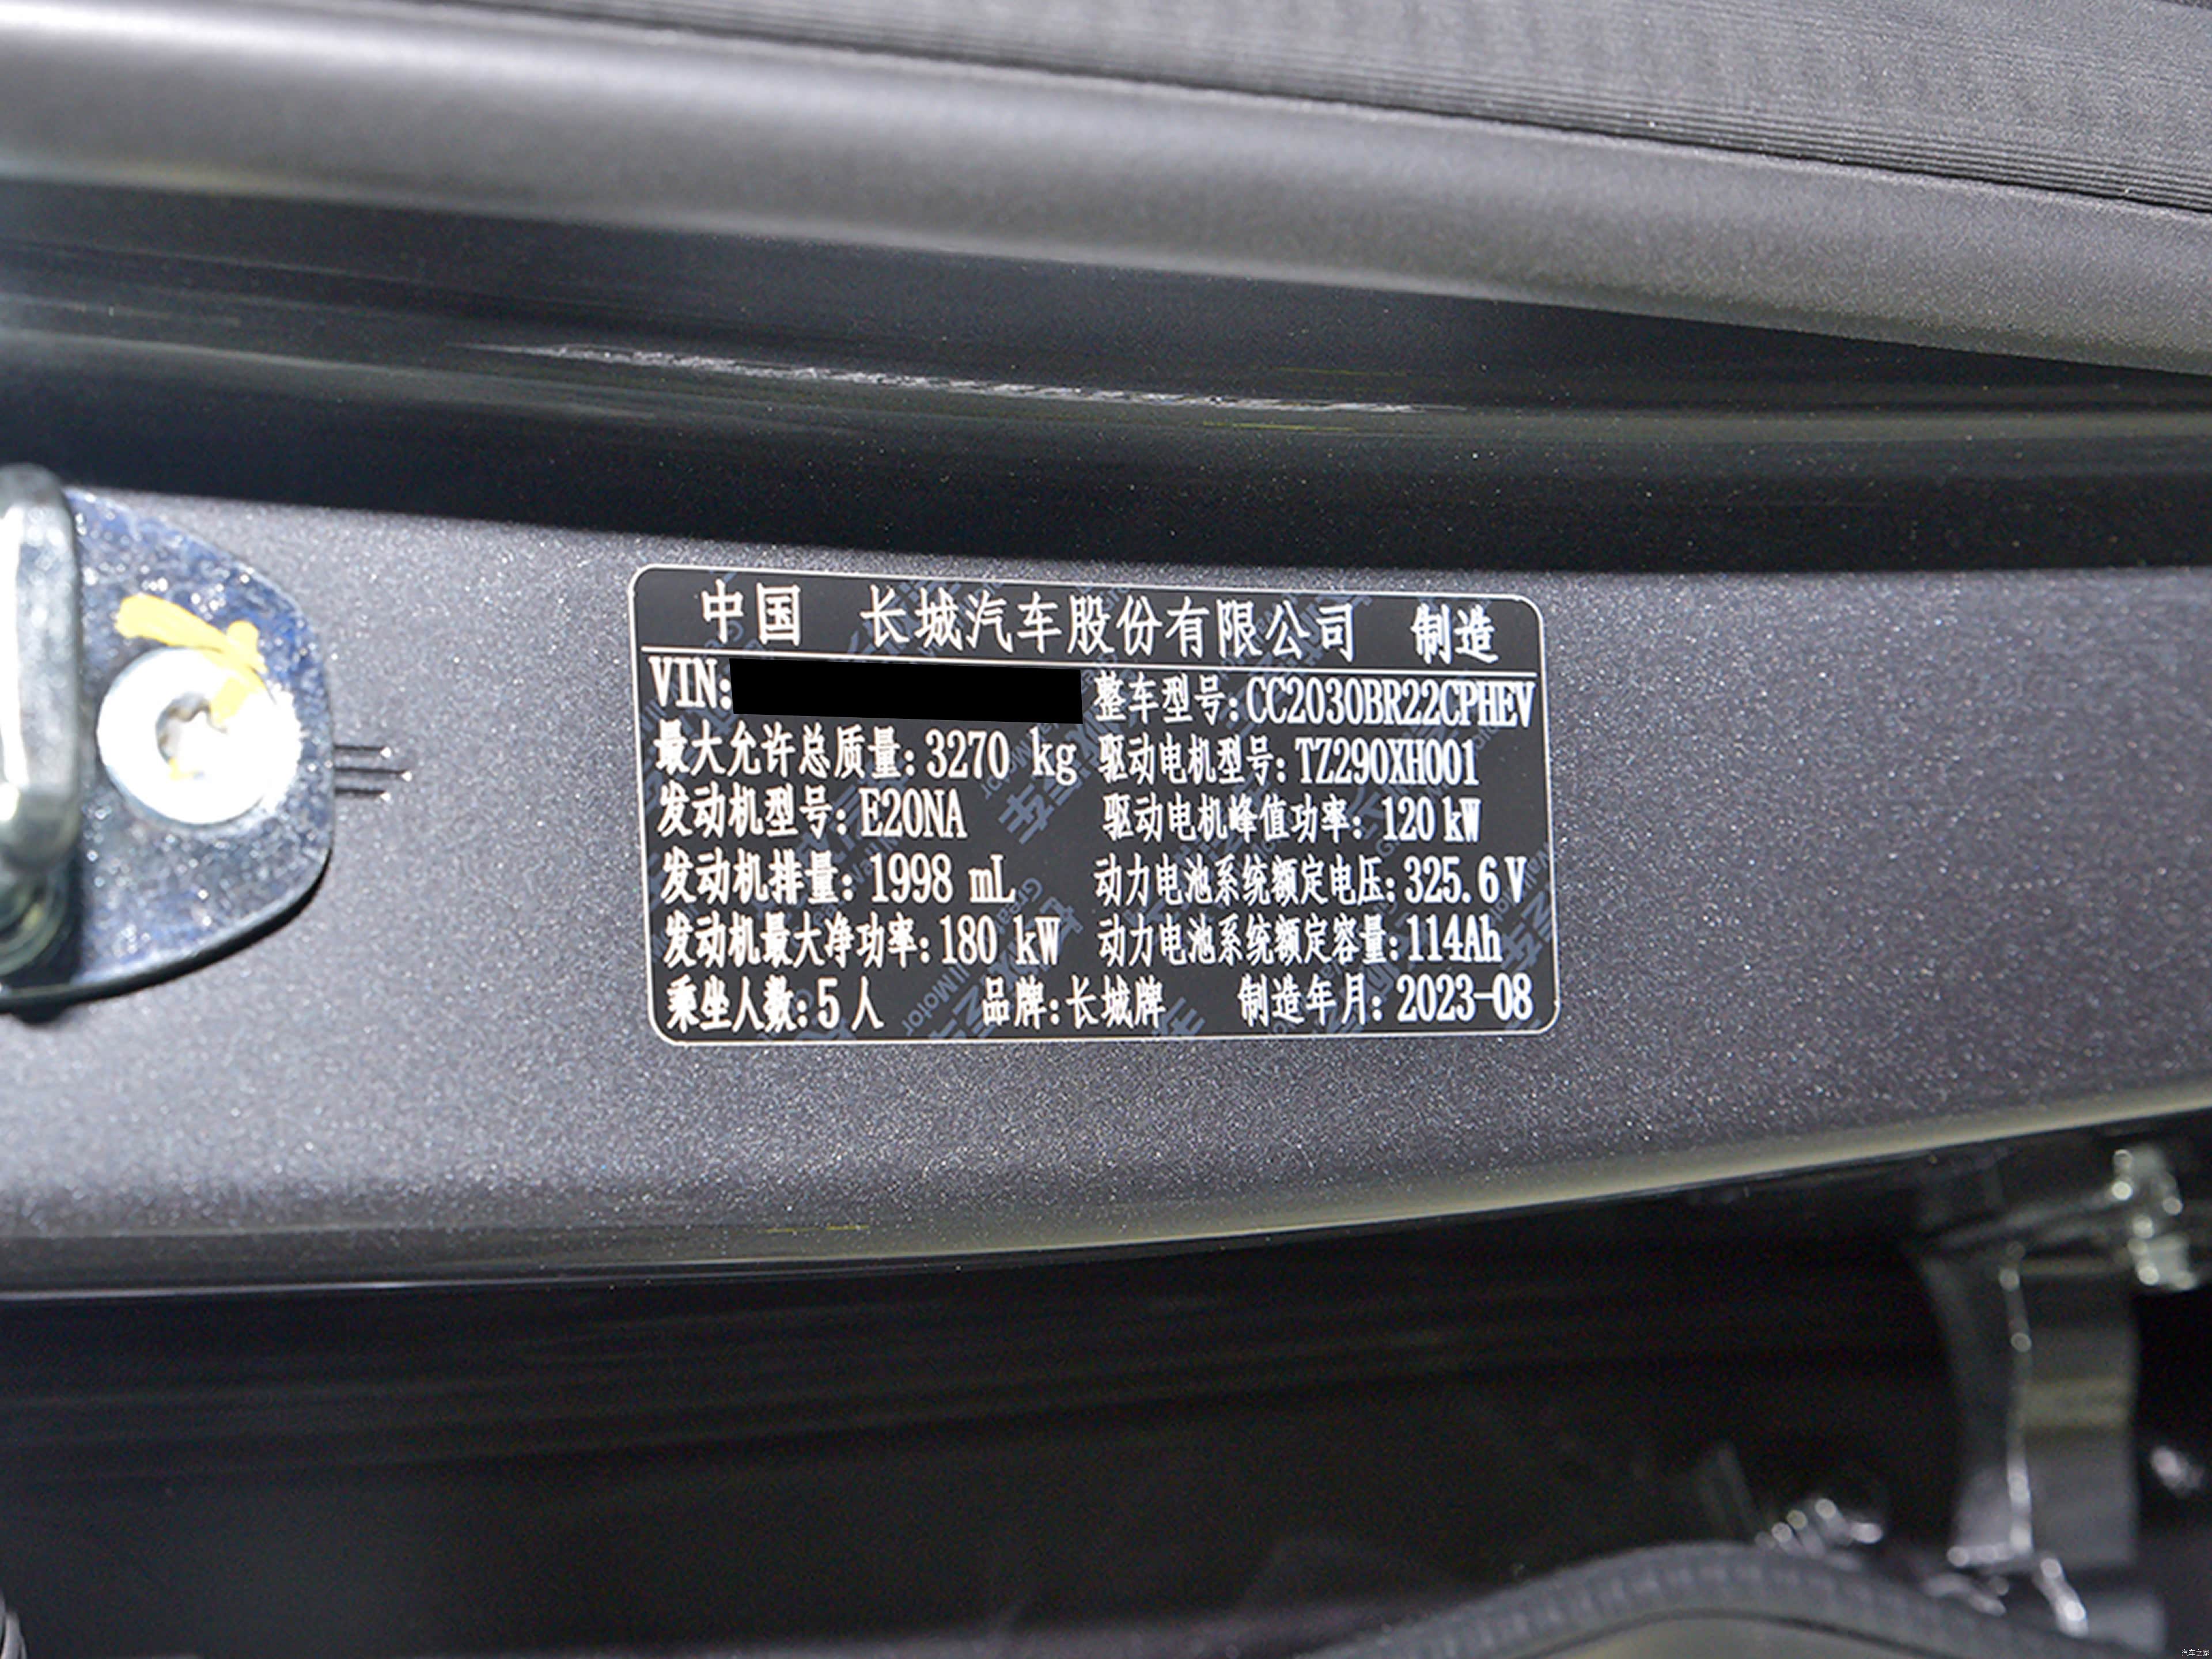 中国 长城汽车股份有限公司 制造
VIN: 整车型号:CC2030BR22CPHEV
最大允许总质量:3270 kg 驱动电机型号:TZ290XH001
发动机型号:E20NA 驱动电机峰值功率: 120 kW
发动机排量: 1998 mL 动力电池系统额定电压:325.6V
发动机最大净功率:180 kW 动力电池系统额定容量:114Ah
乘坐人数:5人 品牌:长城牌 制造年月: 2023-08
汽车之家